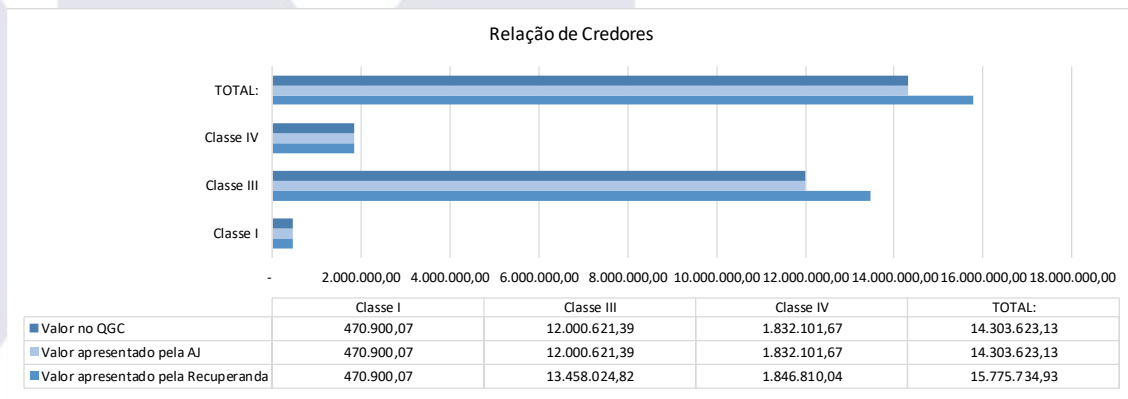 Relação de Credores
TOTAL:
Classe IV
Classe III
Classe I
- 2.000.000,00 4.000.000,00 6.000.000,00 8.000.000,00 10.000.000,00 12.000.000,00 14.000.000,00 16.000.000,00 18.000.000,00
Classe I Classe III Classe IV TOTAL:
Valor no QGC 470.900,07 12.000.621,39 1.832.101,67 14.303.623,13
Valor apresentado pela AJ 470.900,07 12.000.621,39 1.832.101,67 14.303.623,13
Valor apresentado pela Recuperanda 470.900,07 13.458.024,82 1.846.810,04 15.775.734,93